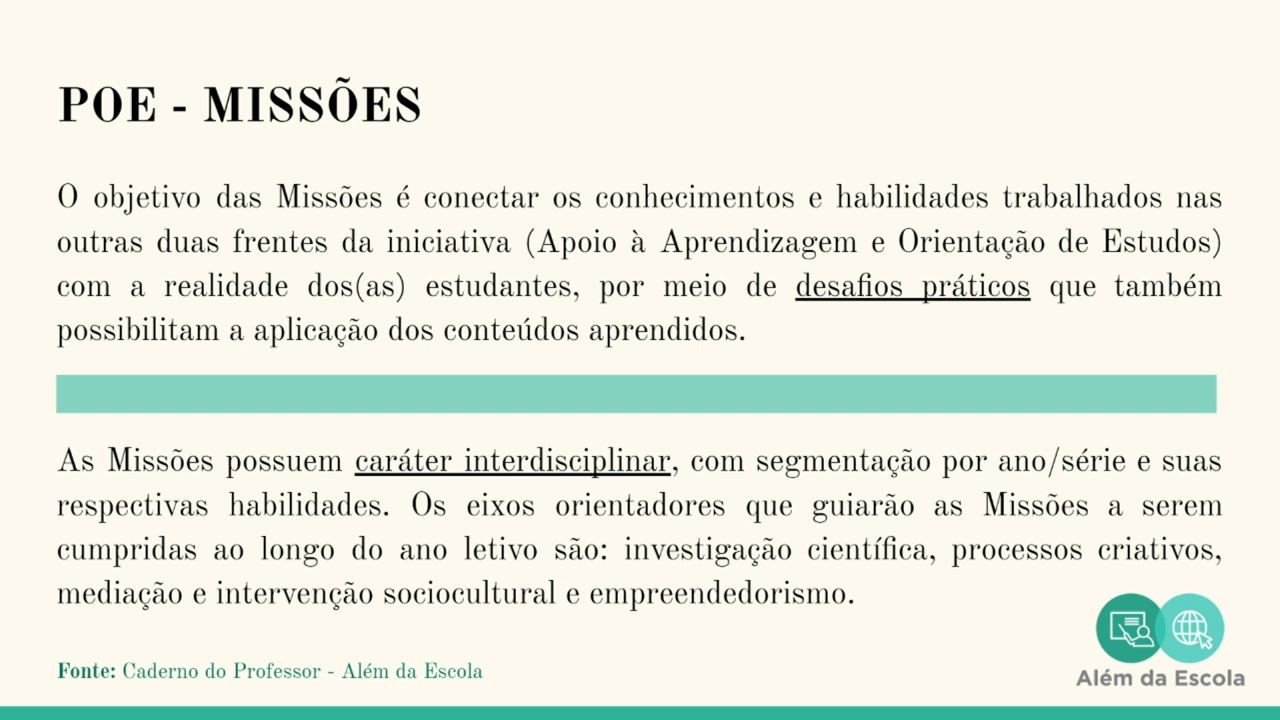 POE - MISSÕES
O objetivo das Missões é conectar os conhecimentos e habilidades trabalhados nas
outras duas frentes da iniciativa (Apoio à Aprendizagem e Orientação de Estudos)
com a realidade dos(as) estudantes, por meio de desafios práticos que também
possibilitam a aplicação dos conteúdos aprendidos.
As Missões possuem caráter interdisciplinar, com segmentação por ano/série e suas
respectivas habilidades. Os eixos orientadores que guiarão as Missões a serem
cumpridas ao longo do ano letivo são: investigação científica, processos criativos,
mediação e intervenção sociocultural e empreendedorismo.
Fonte: Caderno do Professor - Além da Escola
Além da Escola